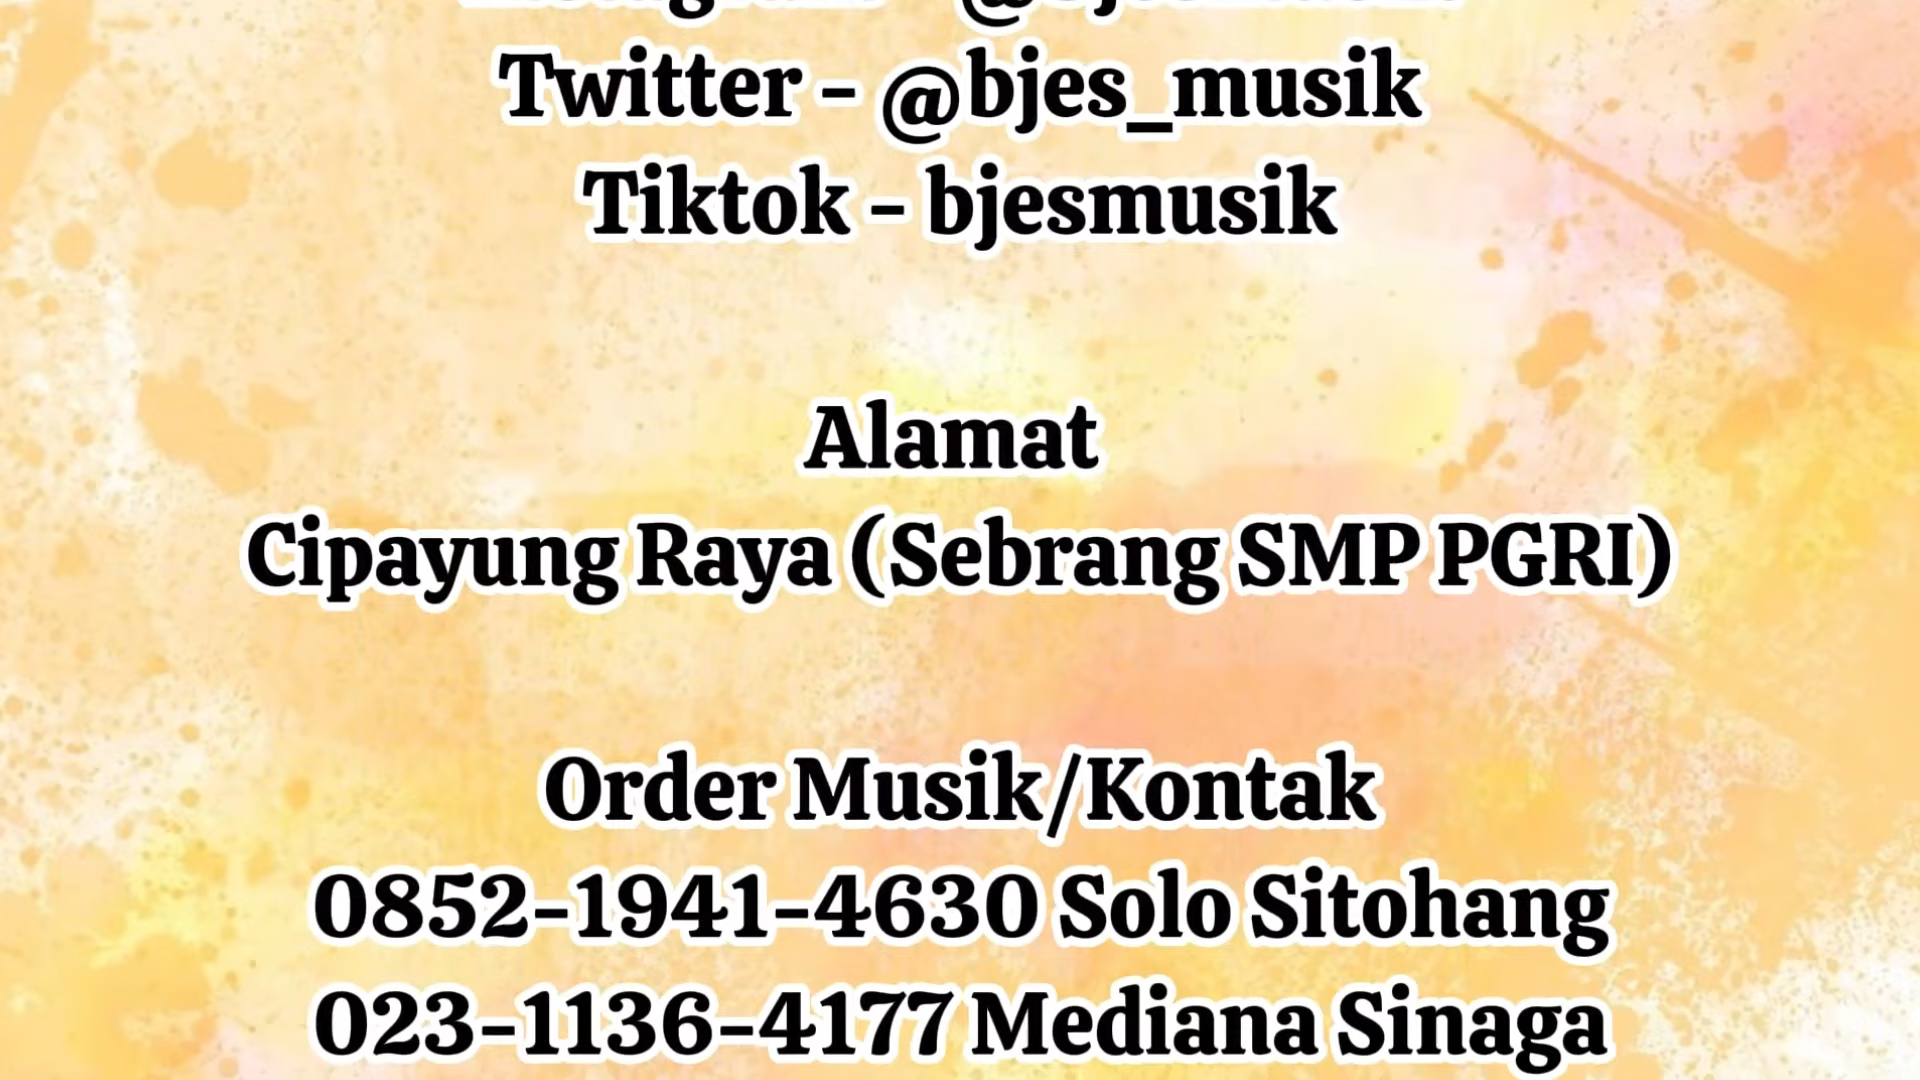 Twitter - @bjes_musik
Tiktok - bjesmusik
Alamat
Cipayung Raya (Sebrang SMP PGRI)
Order Musik/Kontak
0852-1941-4630 Solo Sitohang
023-1136-4177 Mediana Sinaga